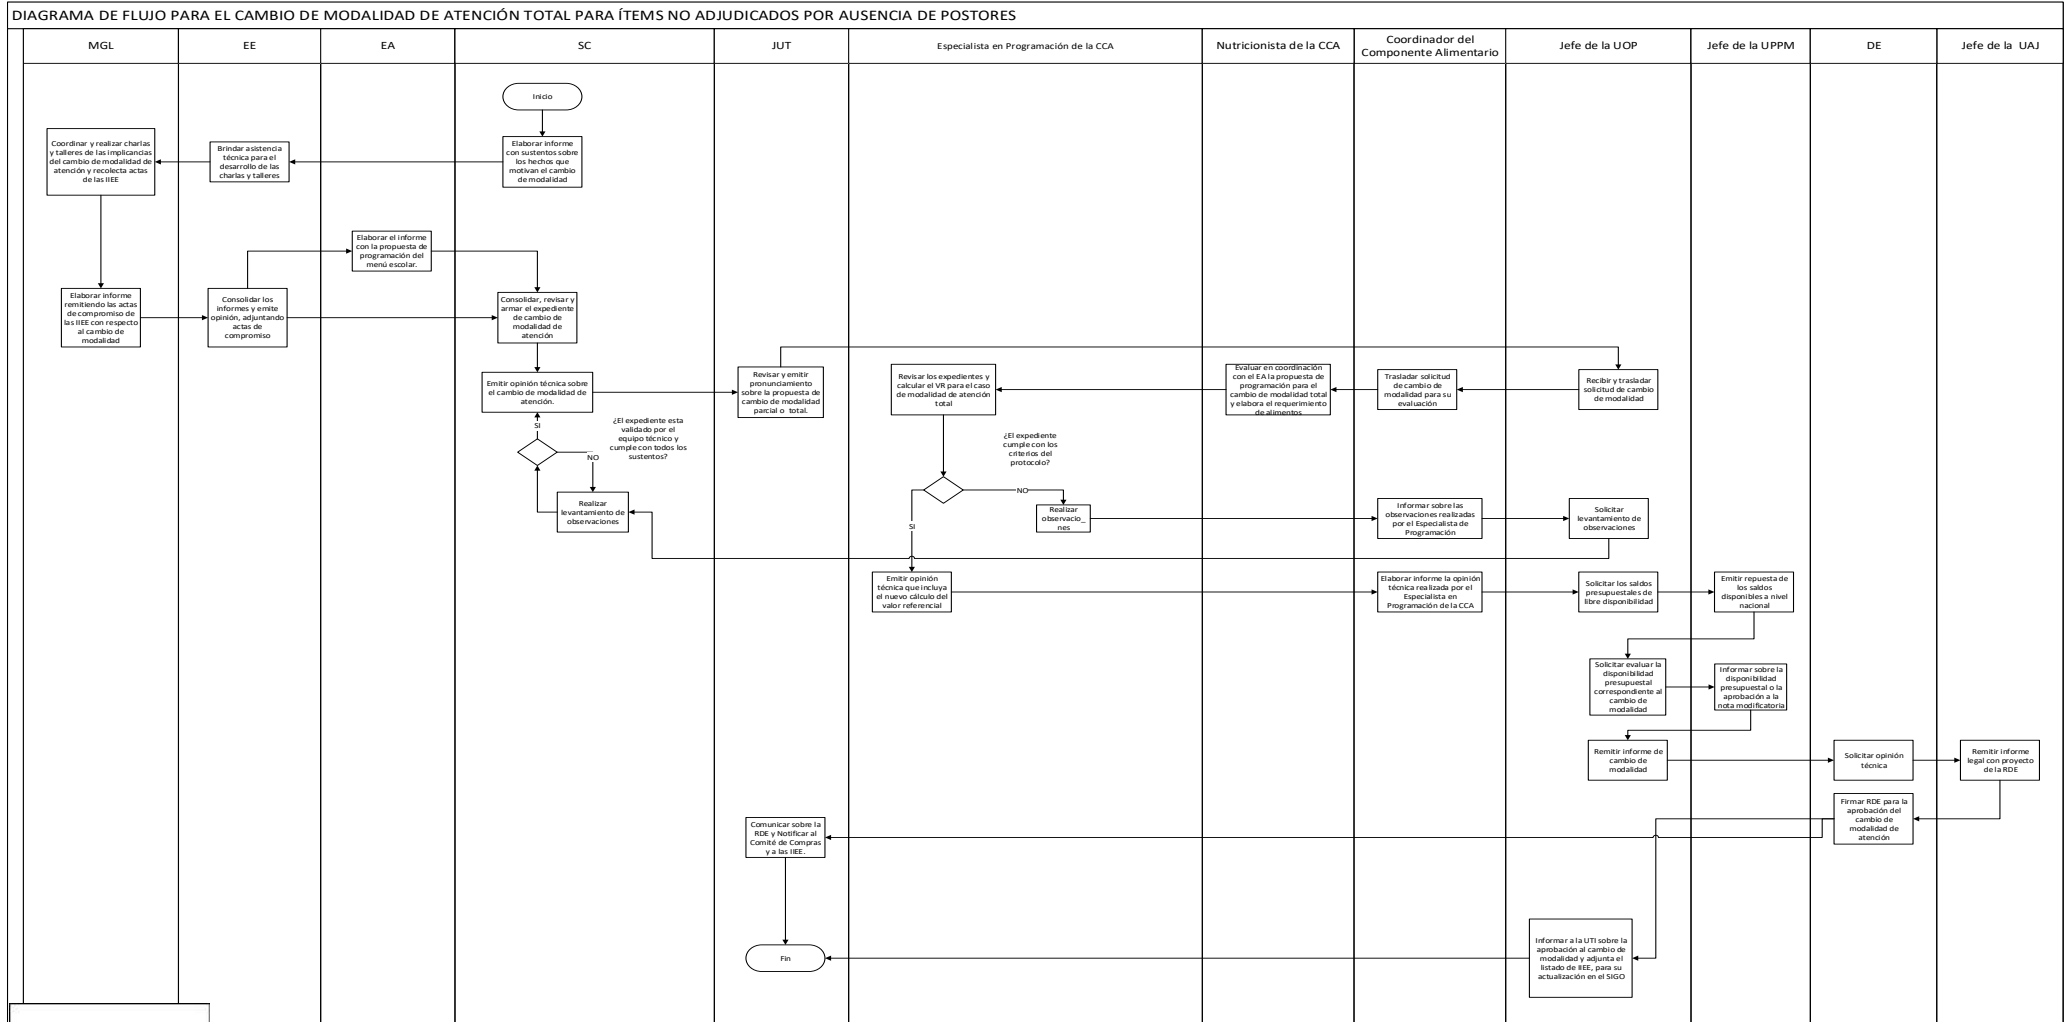 DIAGRAMA DE FLUJO PARA EL CAMBIO DE MODALIDAD DE ATENCIÓN TOTAL PARA ÍTEMS NO ADJUDICADOS POR AUSENCIA DE POSTORES
MGL
EE
EA
SC
JUT
Especialista en Programación de la CCA
Nutricionista de la CCA
Coordinador del
Componente Alimentario
Jefe de la UOP
Jefe de la UPPM
DE
Jefe de la UAJ
Inicio
Coordinar y realizar charlas
y talleres de las implicancias
del cambio de modalidad de
atención y recolecta actas
de las IIEE
Brindar asistencia
técnica para el
desarrollo de las
charlas y talleres
Elaborar informe
con sustentos sobre
los hechos que
motivan el cambio
de modalidad
Elaborar el informe
con la propuesta de
programación del
menú escolar.
Elaborar informe
remitiendo las actas
de compromiso de
las IIEE con respecto
al cambio de
modalidad
Consolidar los
informes y emite
opinión, adjuntando
actas de
compromiso
Consolidar, revisar y
armar el expediente
de cambio de
modalidad de
atención
Emitir opinión técnica sobre
el cambio de modalidad de
atención.
Revisar y emitir
pronunciamiento
sobre la propuesta de
cambio de modalidad
parcial o total.
Revisar los expedientes y
calcular el VR para el caso
de modalidad de atención
total
Evaluar en coordinación
con el EA la propuesta de
programación para el
cambio de modalidad total
y elabora el requerimiento
de alimentos
Trasladar solicitud
de cambio de
modalidad para su
evaluación
Recibir y trasladar
solicitud de cambio
de modalidad
SI
¿El expediente esta
validado por el
equipo técnico y
cumple con todos los
sustentos?
NO
¿El expediente
cumple con los
criterios del
protocolo?
NO
SI
Realizar
levantamiento de
observaciones
Realizar
observacio_
nes
Informar sobre las
observaciones realizadas
por el Especialista de
Programación
Solicitar
levantamiento de
observaciones
Emitir opinión
técnica que incluya
el nuevo cálculo del
valor referencial
Elaborar informe la opinión
técnica realizada por el
Especialista en
Programación de la CCA
Solicitar los saldos
presupuestales de
libre disponibilidad
Emitir repuesta de
los saldos
disponibles a nivel
nacional
Solicitar evaluar la
disponibilidad
presupuestal
correspondiente al
cambio de
modalidad
Informar sobre la
disponibilidad
presupuestal o la
aprobación a la
nota modificatoria
Remitir informe de
cambio de
modalidad
Solicitar opinión
técnica
Remitir informe
legal con proyecto
de la RDE
Firmar RDE para la
aprobación del
cambio de
modalidad de
atención
Comunicar sobre la
RDE y Notificar al
Comité de Compras
y a las IIEE.
Informar a la UTI sobre la
aprobación al cambio de
modalidad y adjunta el
listado de IIEE, para su
actualización en el SIGO
Fin